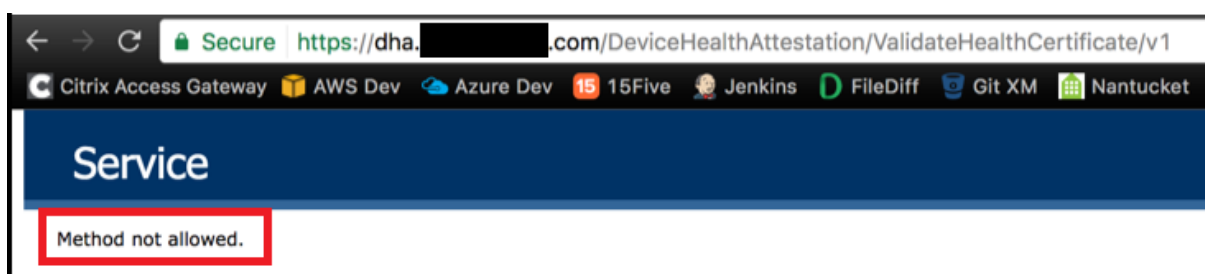 Secure https://dha. .com/DeviceHealthAttestation/ValidateHealthCertificate/v1
C Citrix Access Gateway AWS Dev Azure Dev 15 15Five Jenkins D FileDiff Git XM Nantucket
Service
Method not allowed.